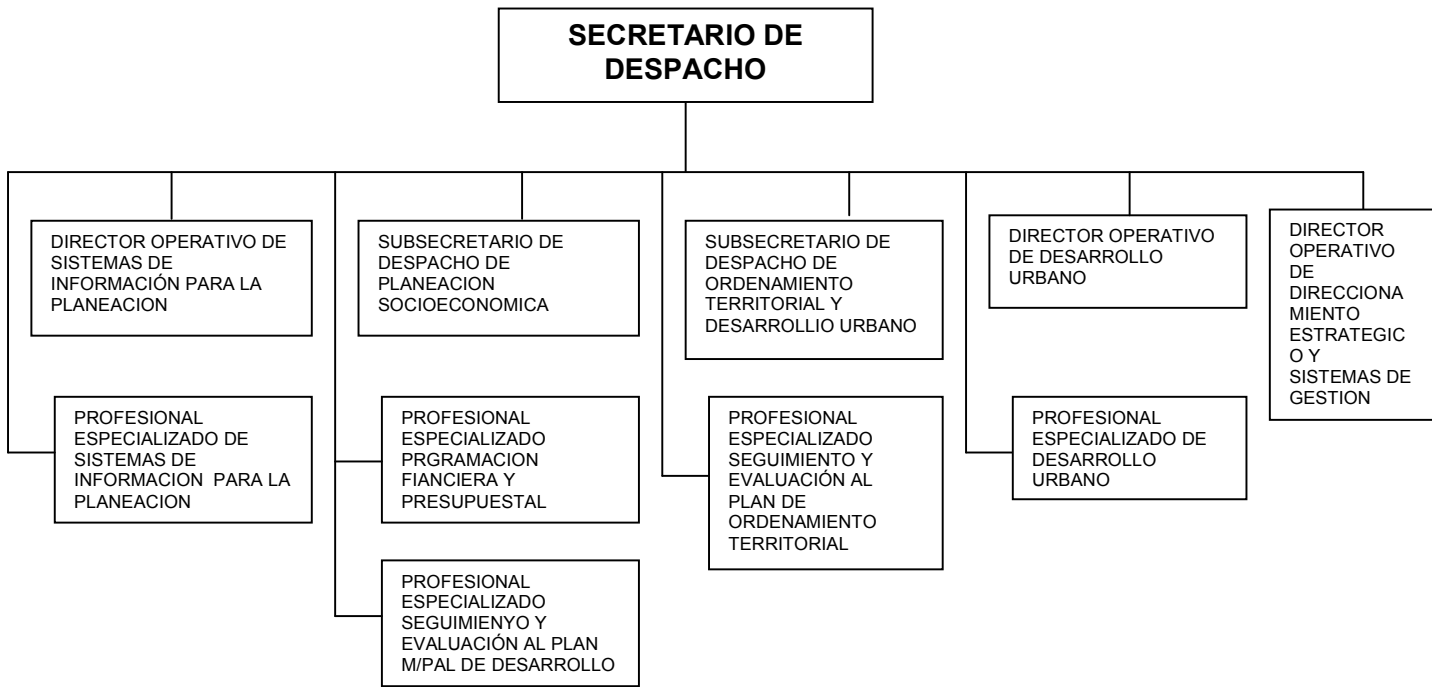 SECRETARIO DE
DESPACHO
DIRECTOR OPERATIVO DE
SISTEMAS DE
INFORMACIÓN PARA LA
PLANEACION
SUBSECRETARIO DE
DESPACHO DE
PLANEACION
SOCIOECONOMICA
SUBSECRETARIO DE
DESPACHO DE
ORDENAMIENTO
TERRITORIAL Y
DESARROLLIO URBANO
DIRECTOR OPERATIVO
DE DESARROLLO
URBANO
DIRECTOR
OPERATIVO
DE
DIRECCIONA
MIENTO
ESTRATEGIC
O Y
SISTEMAS DE
GESTION
PROFESIONAL
ESPECIALIZADO DE
SISTEMAS DE
INFORMACION PARA LA
PLANEACION
PROFESIONAL
ESPECIALIZADO
PRGRAMACION
FIANCIERA Y
PRESUPUESTAL
PROFESIONAL
ESPECIALIZADO
SEGUIMIENTO Y
EVALUACIÓN AL
PLAN DE
ORDENAMIENTO
TERRITORIAL
PROFESIONAL
ESPECIALIZADO DE
DESARROLLO
URBANO
PROFESIONAL
ESPECIALIZADO
SEGUIMIENYO Y
EVALUACIÓN AL PLAN
M/PAL DE DESARROLLO